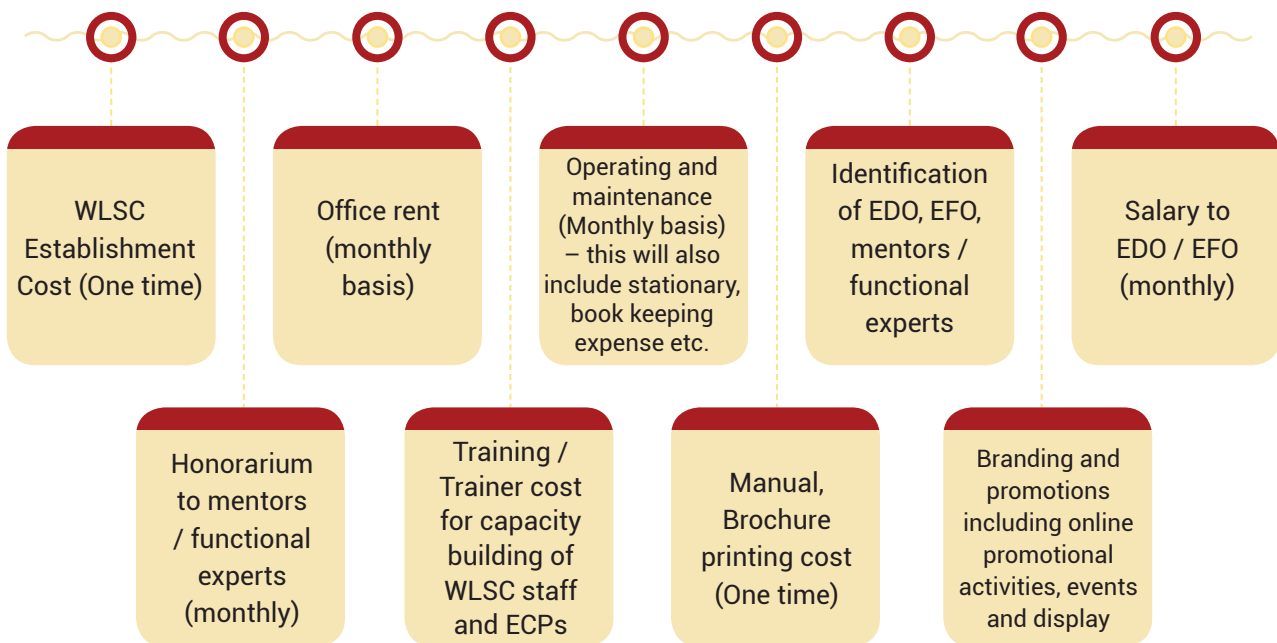 WLSC
Establishment
Cost (One time)
Office rent
(monthly
basis)
Operating and
maintenance
(Monthly basis)
– this will also
include stationary,
book keeping
expense etc.
Identification
of EDO, EFO,
mentors /
functional
experts
Salary to
EDO / EFO
(monthly)
Honorarium
to mentors
/ functional
experts
(monthly)
Training /
Trainer cost
for capacity
building of
WLSC staff
and ECPs
Manual,
Brochure
printing cost
(One time)
Branding and
promotions
including online
promotional
activities, events
and display